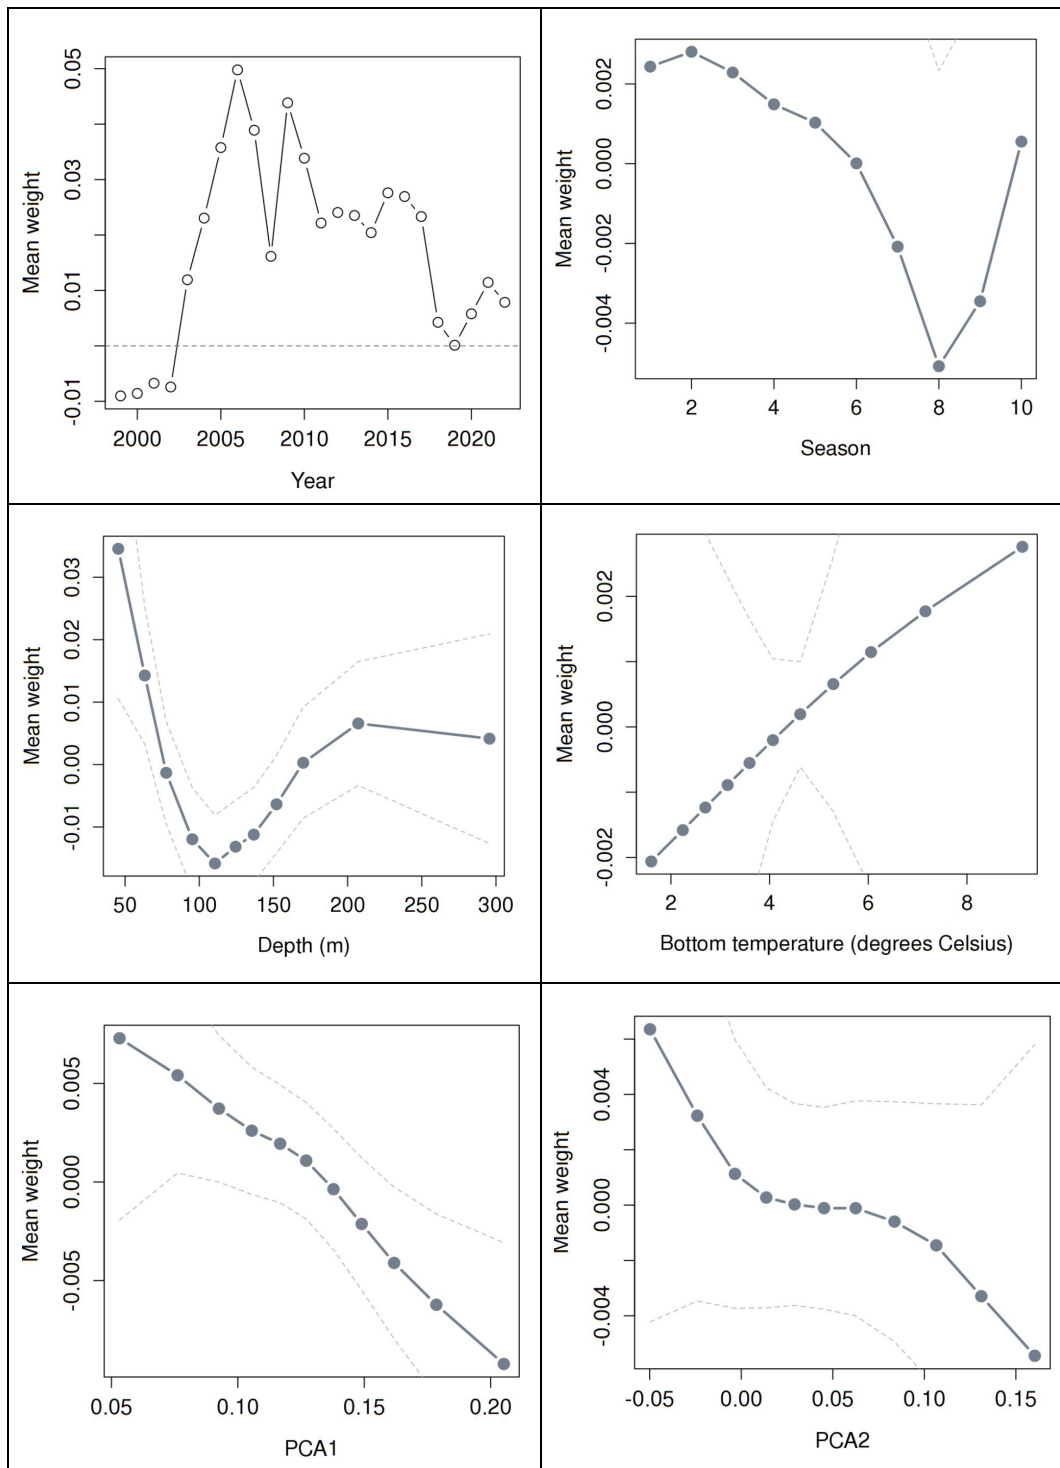 Mean weight
0.05
0.03
0.01
-0.01
2000 2005 2010 2015 2020
Year
Mean weight
0.002
0.000
-0.002
-0.004
2 4 6 8 10
Season
Mean weight
0.03
0.02
0.01
0.00
-0.01
50 100 150 200 250 300
Depth (m)
Mean weight
0.002
0.000
-0.002
2 4 6 8
Bottom temperature (degrees Celsius)
Mean weight
0.005
0.000
-0.005
0.05 0.10 0.15 0.20
PCA1
Mean weight
0.004
0.000
-0.004
-0.05 0.00 0.05 0.10 0.15
PCA2